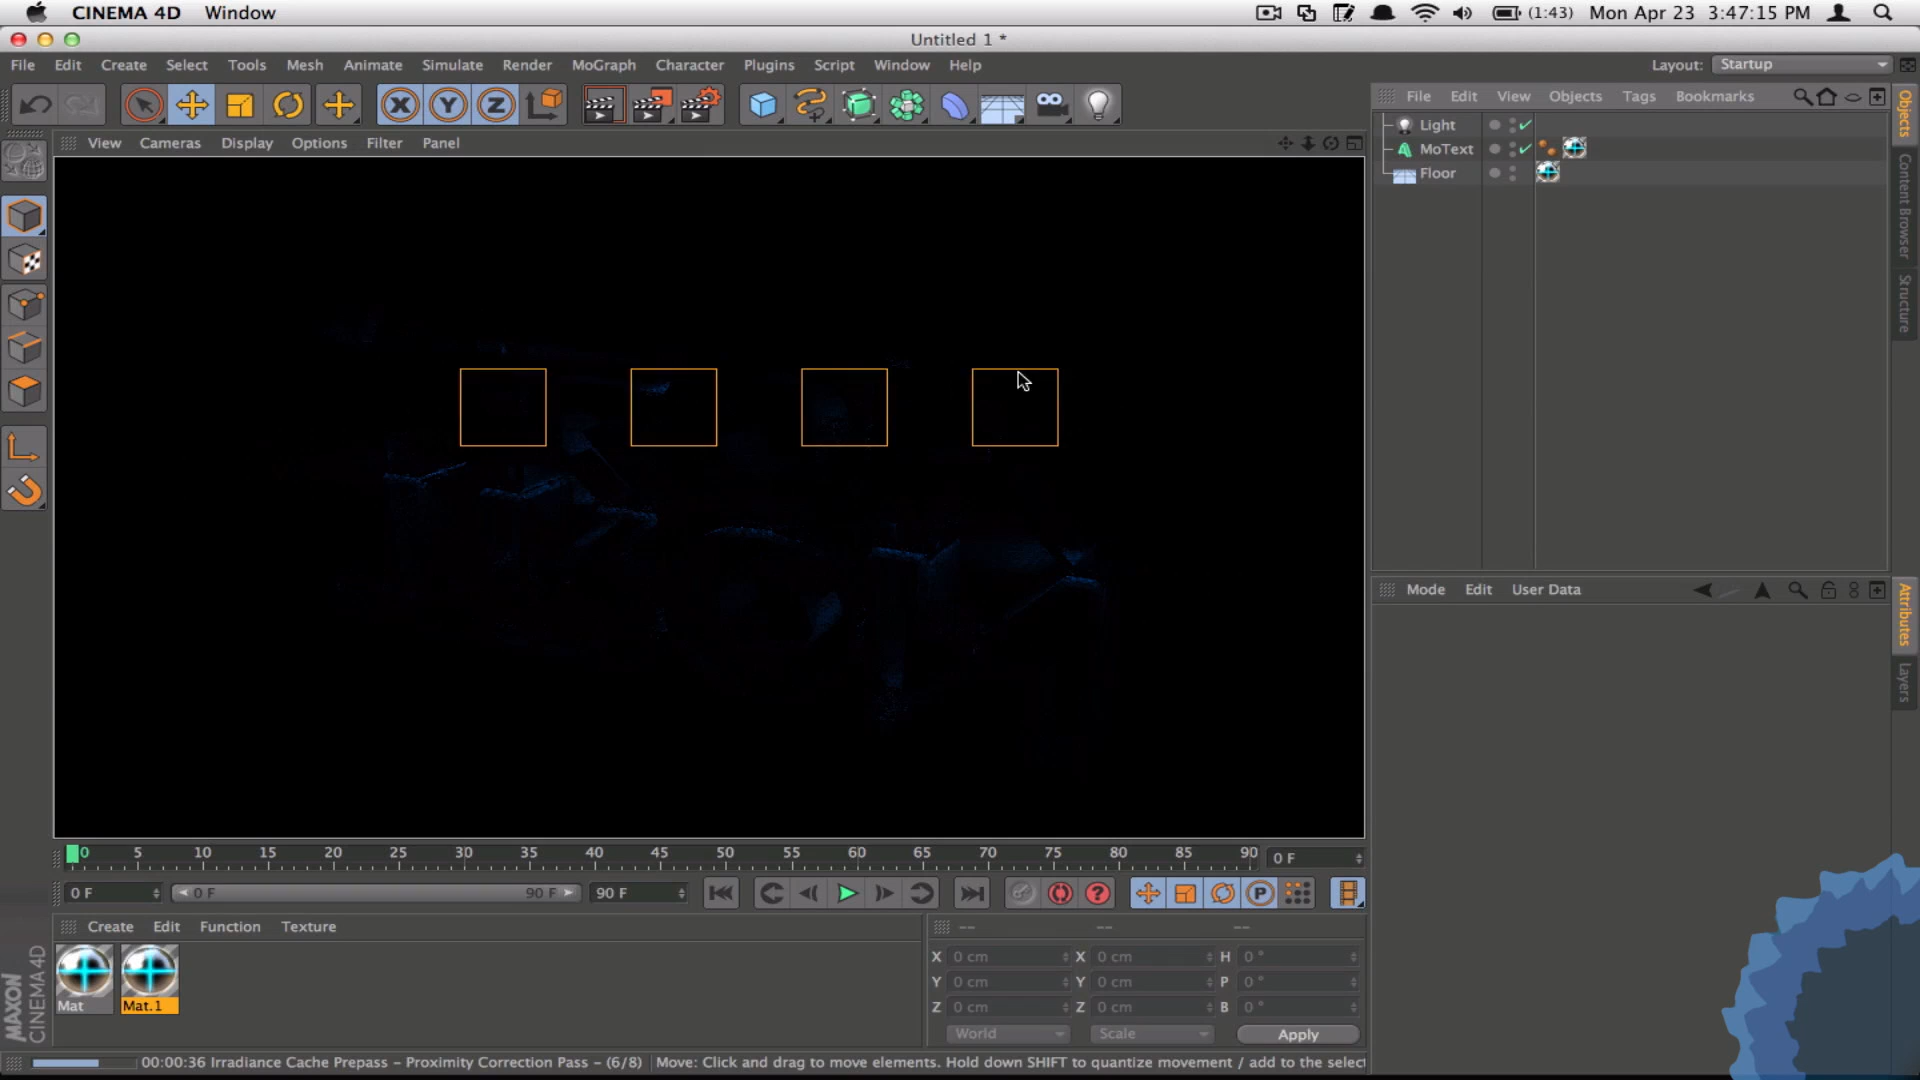 CINEMA 4D Window (1:43) Mon Apr 23 3:47:15 PM
Untitled 1 *
File Edit Create Select Tools Mesh Animate Simulate Render MoGraph Character Plugins Script Window Help Layout: Startup
X Y Z
File Edit View Objects Tags Bookmarks
View Cameras Display Options Filter Panel
Light
MoText
Floor
Objects
Content Browser
Structure
Mode Edit User Data
Attributes
Layers
0 5 10 15 20 25 30 35 40 45 50 55 60 65 70 75 80 85 90 0 F
0 F 0 F 90 F 90 F ? P
Create Edit Function Texture -- -- --
X 0 cm X 0 cm H 0 °
Y 0 cm Y 0 cm P 0 °
Z 0 cm Z 0 cm B 0 °
Mat Mat.1
World Scale Apply
MAXON
CINEMA 4D
00:00:36 Irradiance Cache Prepass - Proximity Correction Pass - (6/8) Move: Click and drag to move elements. Hold down SHIFT to quantize movement / add to the select